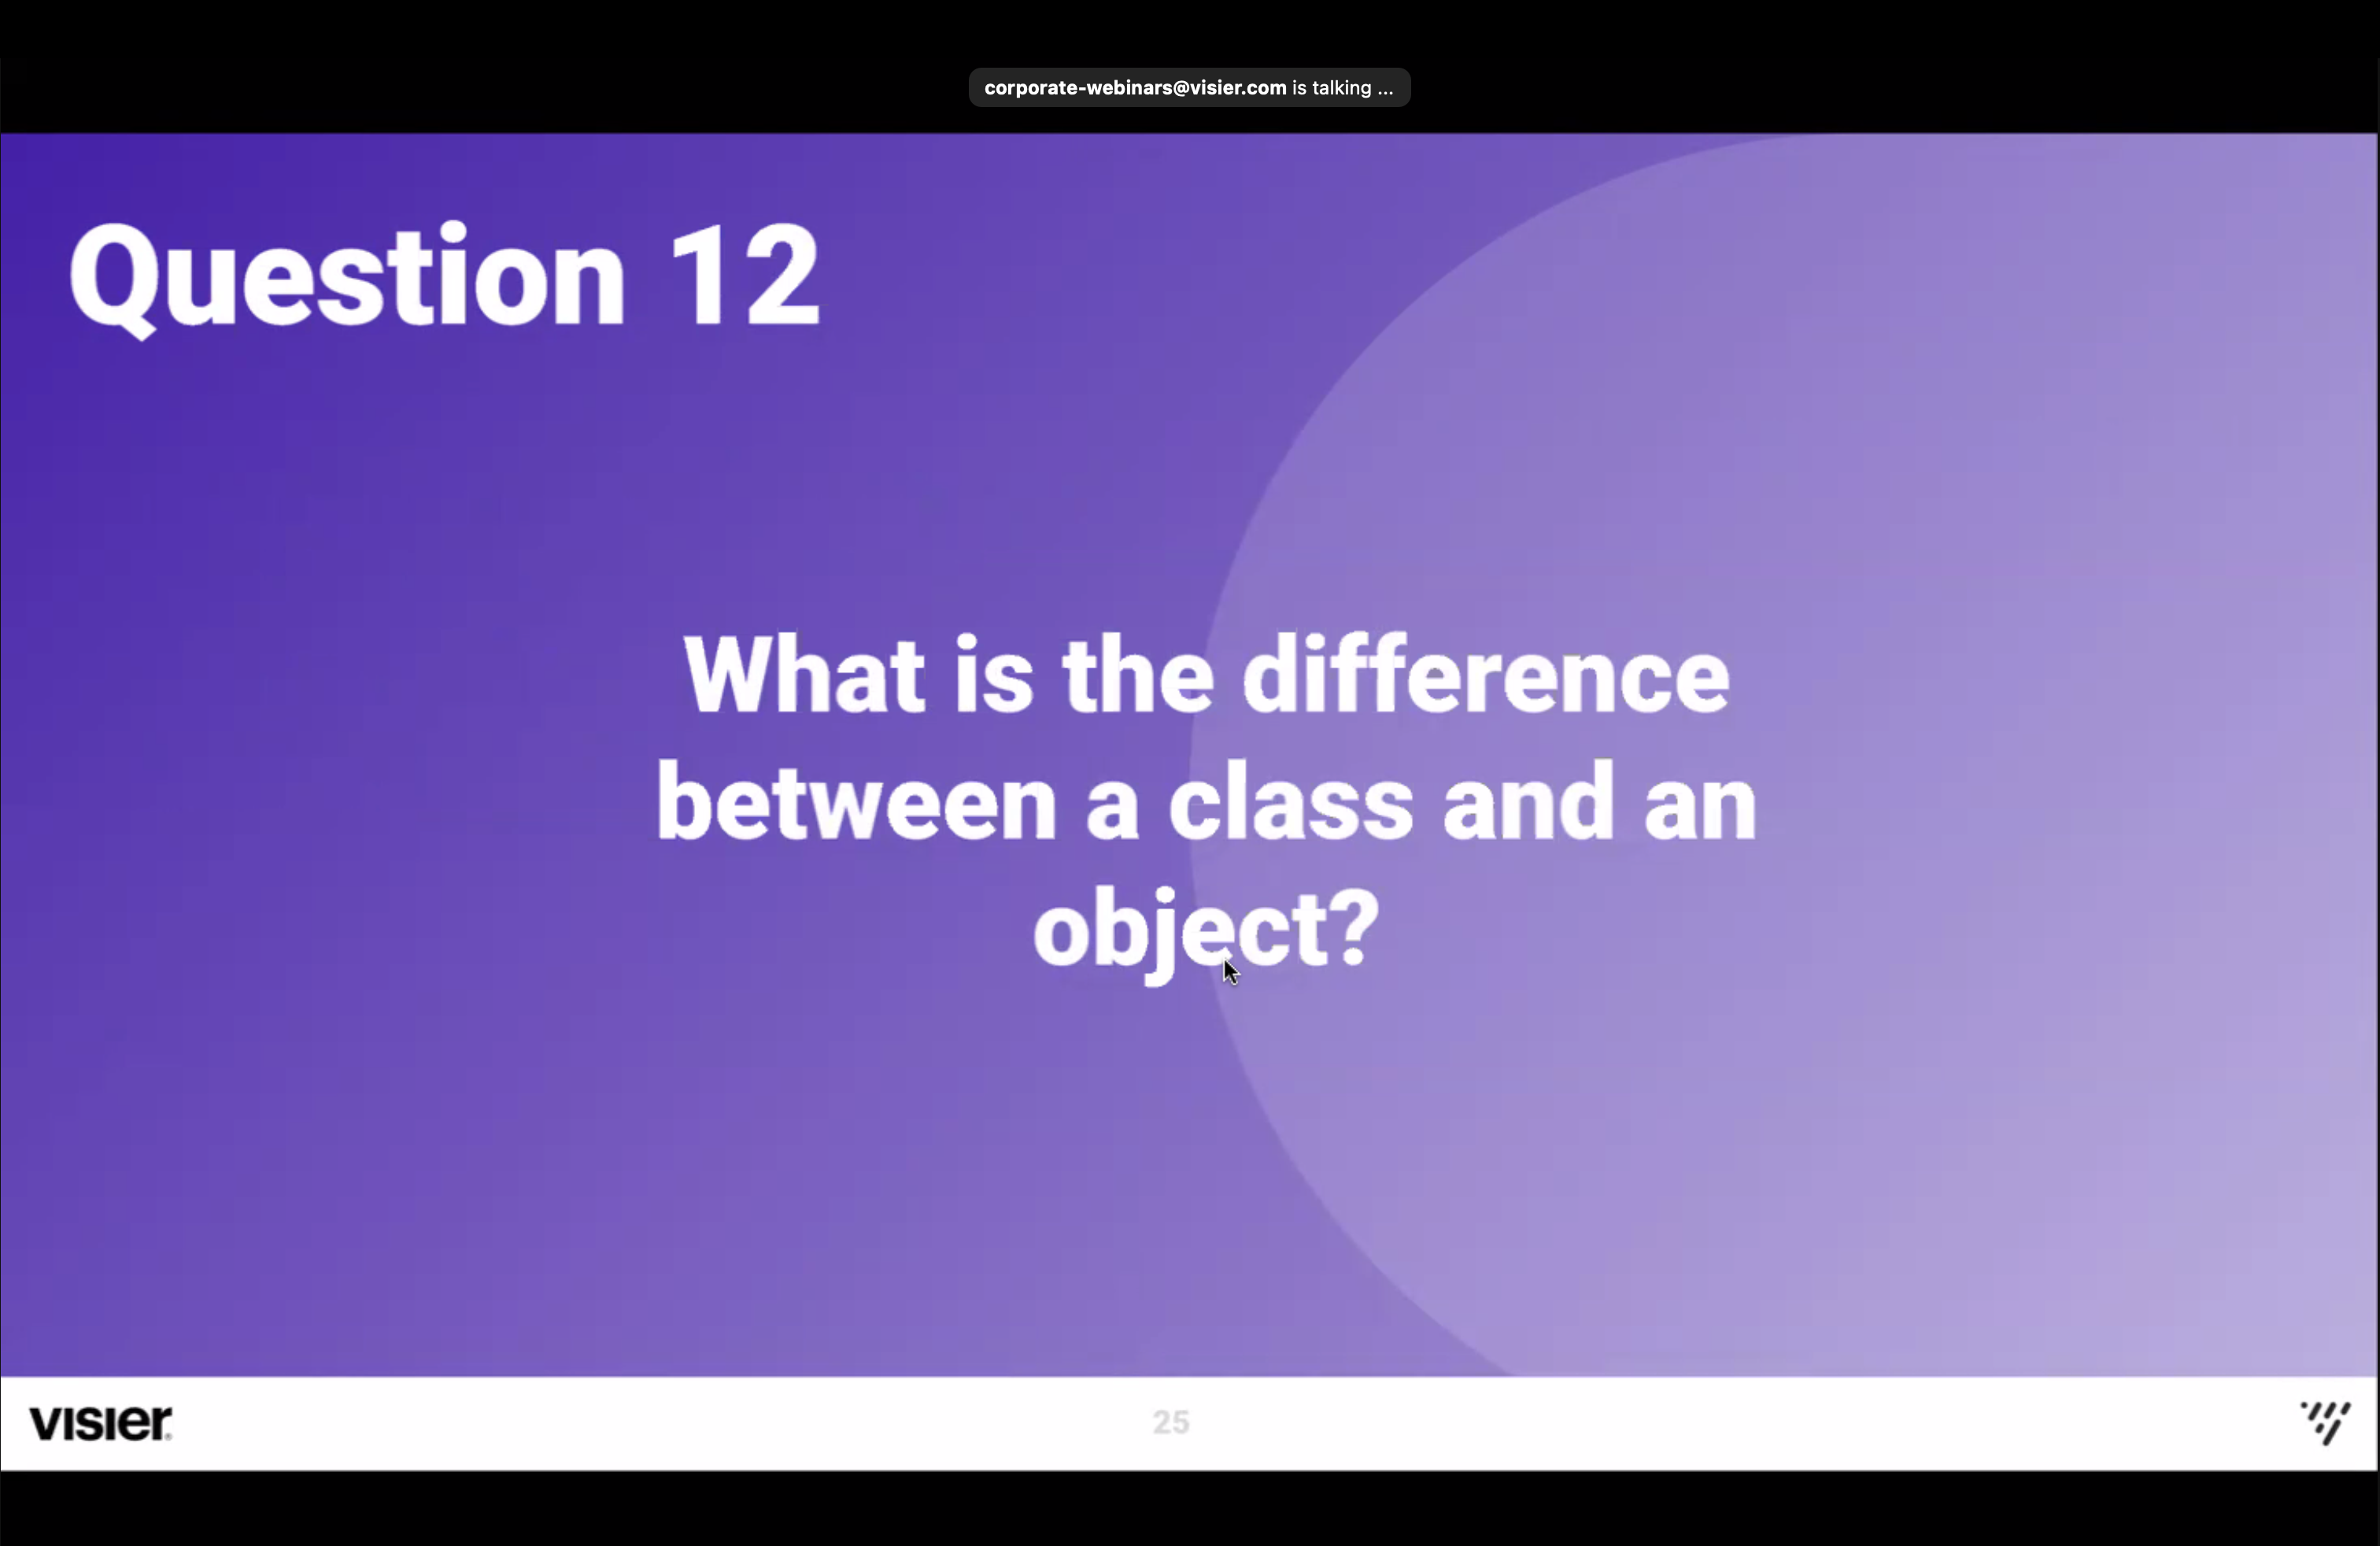 corporate-webinars@visier.com is talking ...
Question 12
What is the difference
between a class and an
object?
visier
25